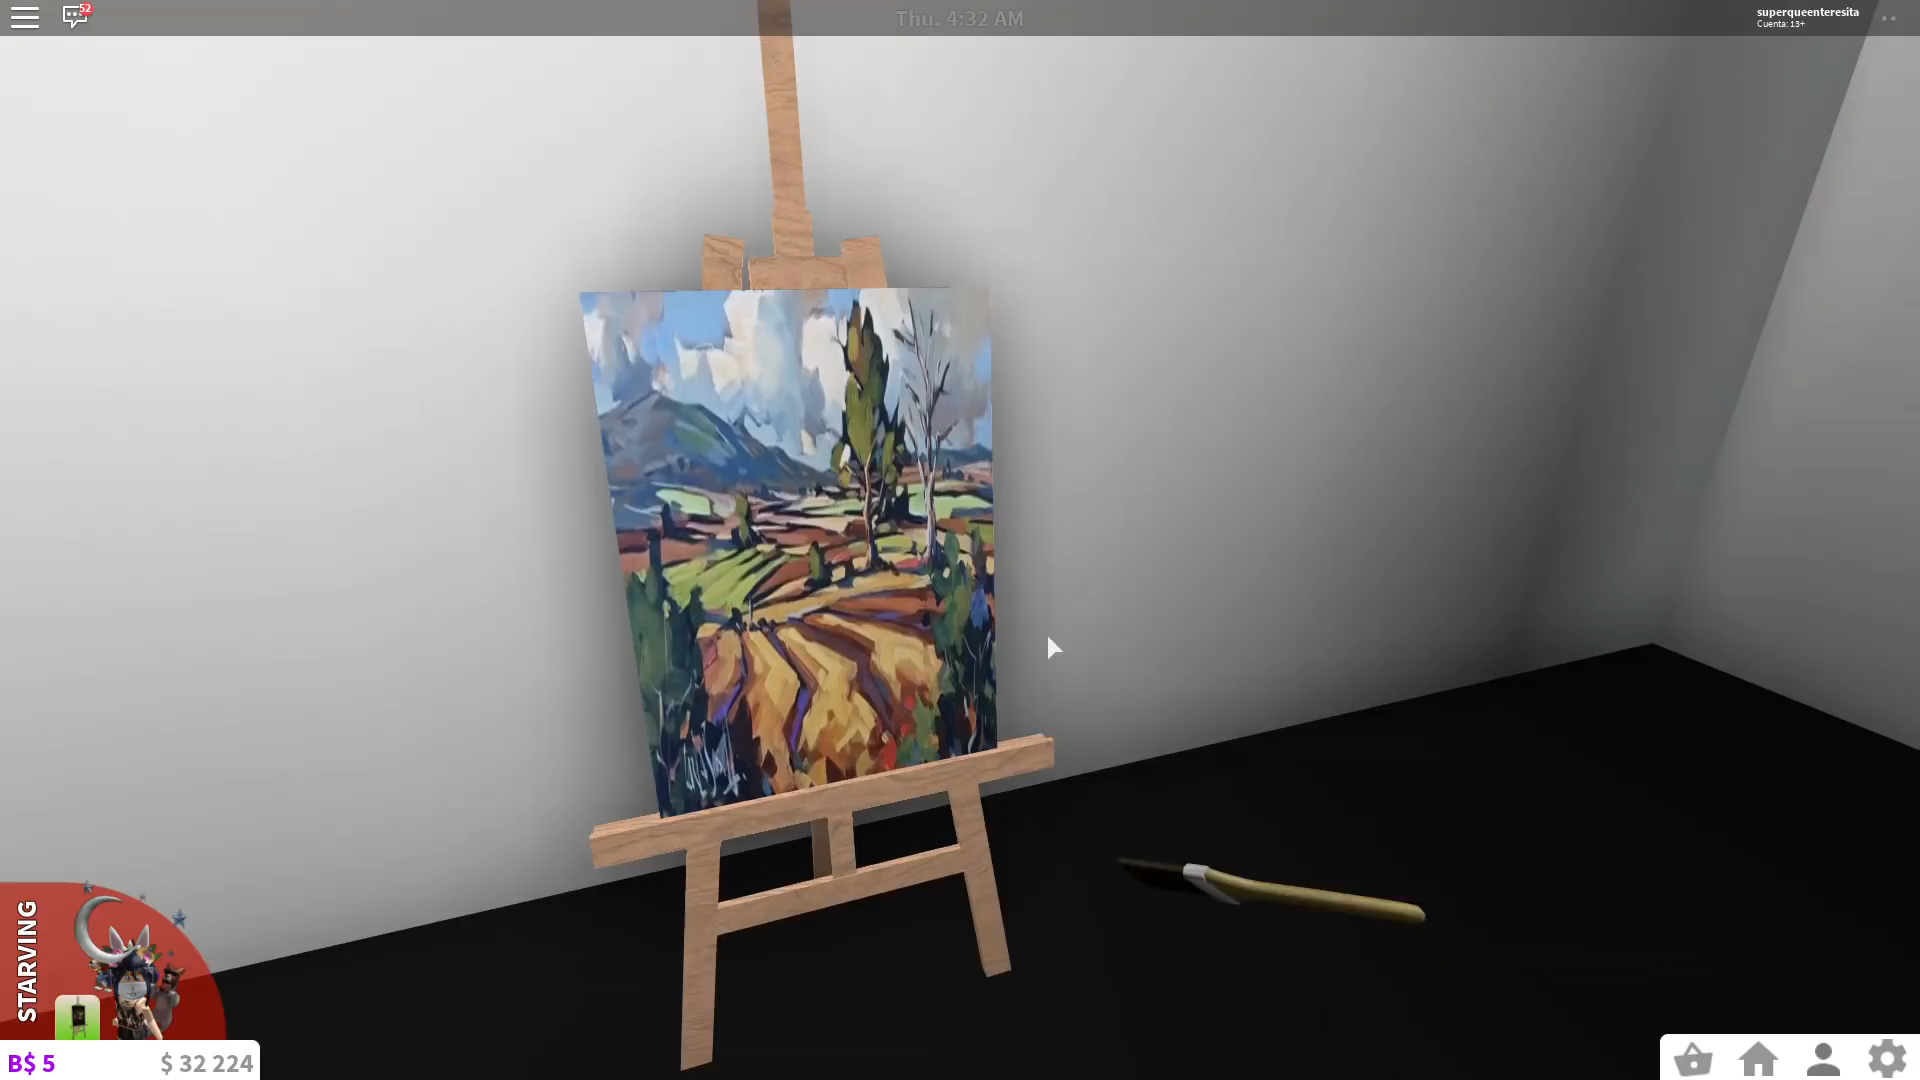 52
Thu. 4:32 AM
superqueenteresita
Cuenta: 13+
STARVING
B$ 5
$ 32 224